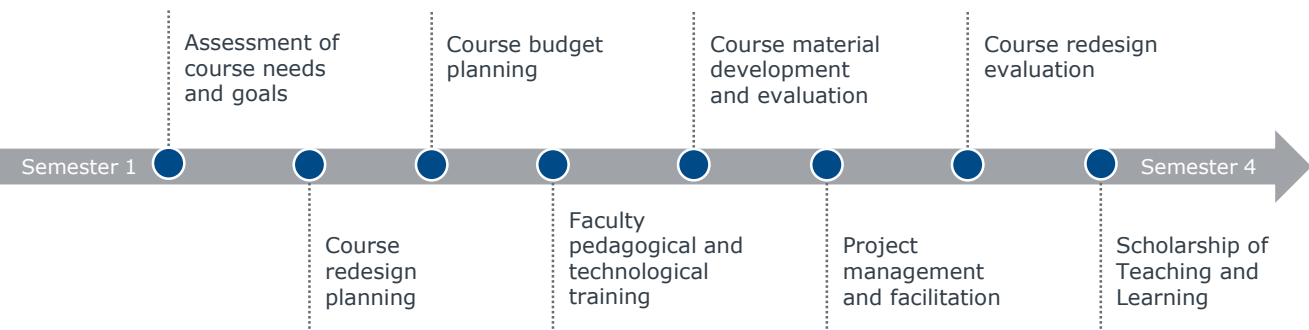 Assessment of
course needs
and goals
Course budget
planning
Course material
development
and evaluation
Course redesign
evaluation
Semester 1
Semester 4
Course
redesign
planning
Faculty
pedagogical and
technological
training
Project
management
and facilitation
Scholarship of
Teaching and
Learning